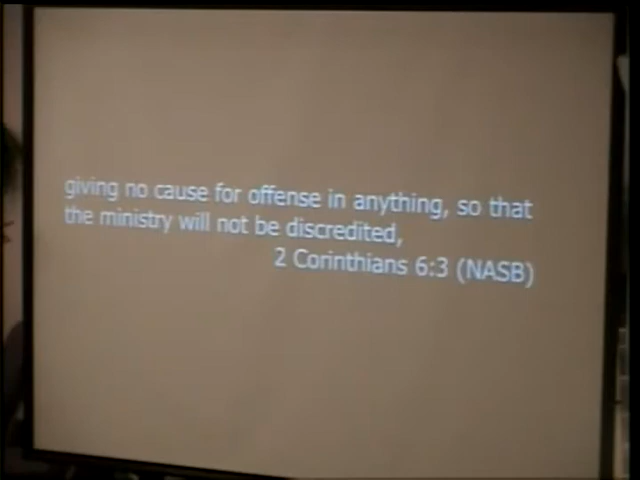 giving no cause for offense in anything, so that
the ministry will not be discredited,
2 Corinthians 6:3 (NASB)